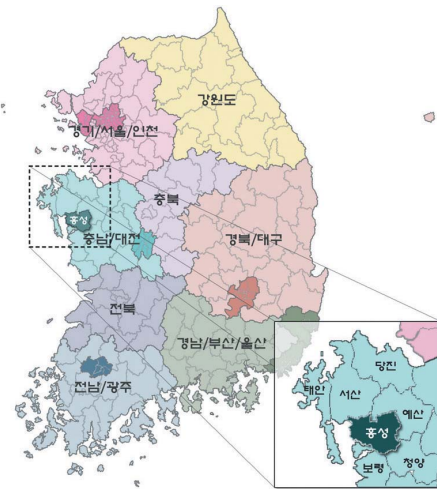 강원도
경기/서울/인천
충북
홍성
충남/대전
경북/대구
전북
경남/부산/울산
전남/광주
당진
태안
서산
예산
홍성
보령
청양